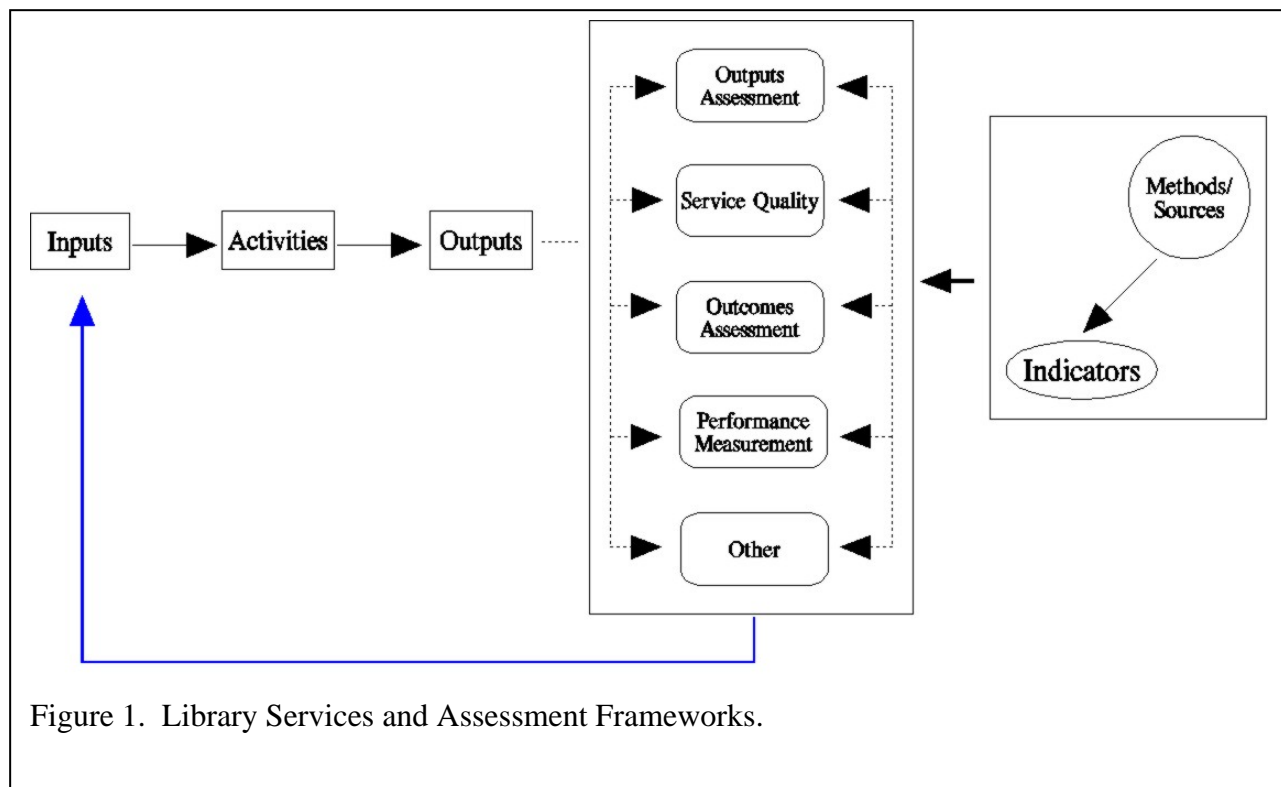 Inputs
Activities
Outputs
Outputs
Assessment
Service Quality
Outcomes
Assessment
Performance
Measurement
Other
Methods/
Sources
Indicators
Figure 1.  Library Services and Assessment Frameworks.